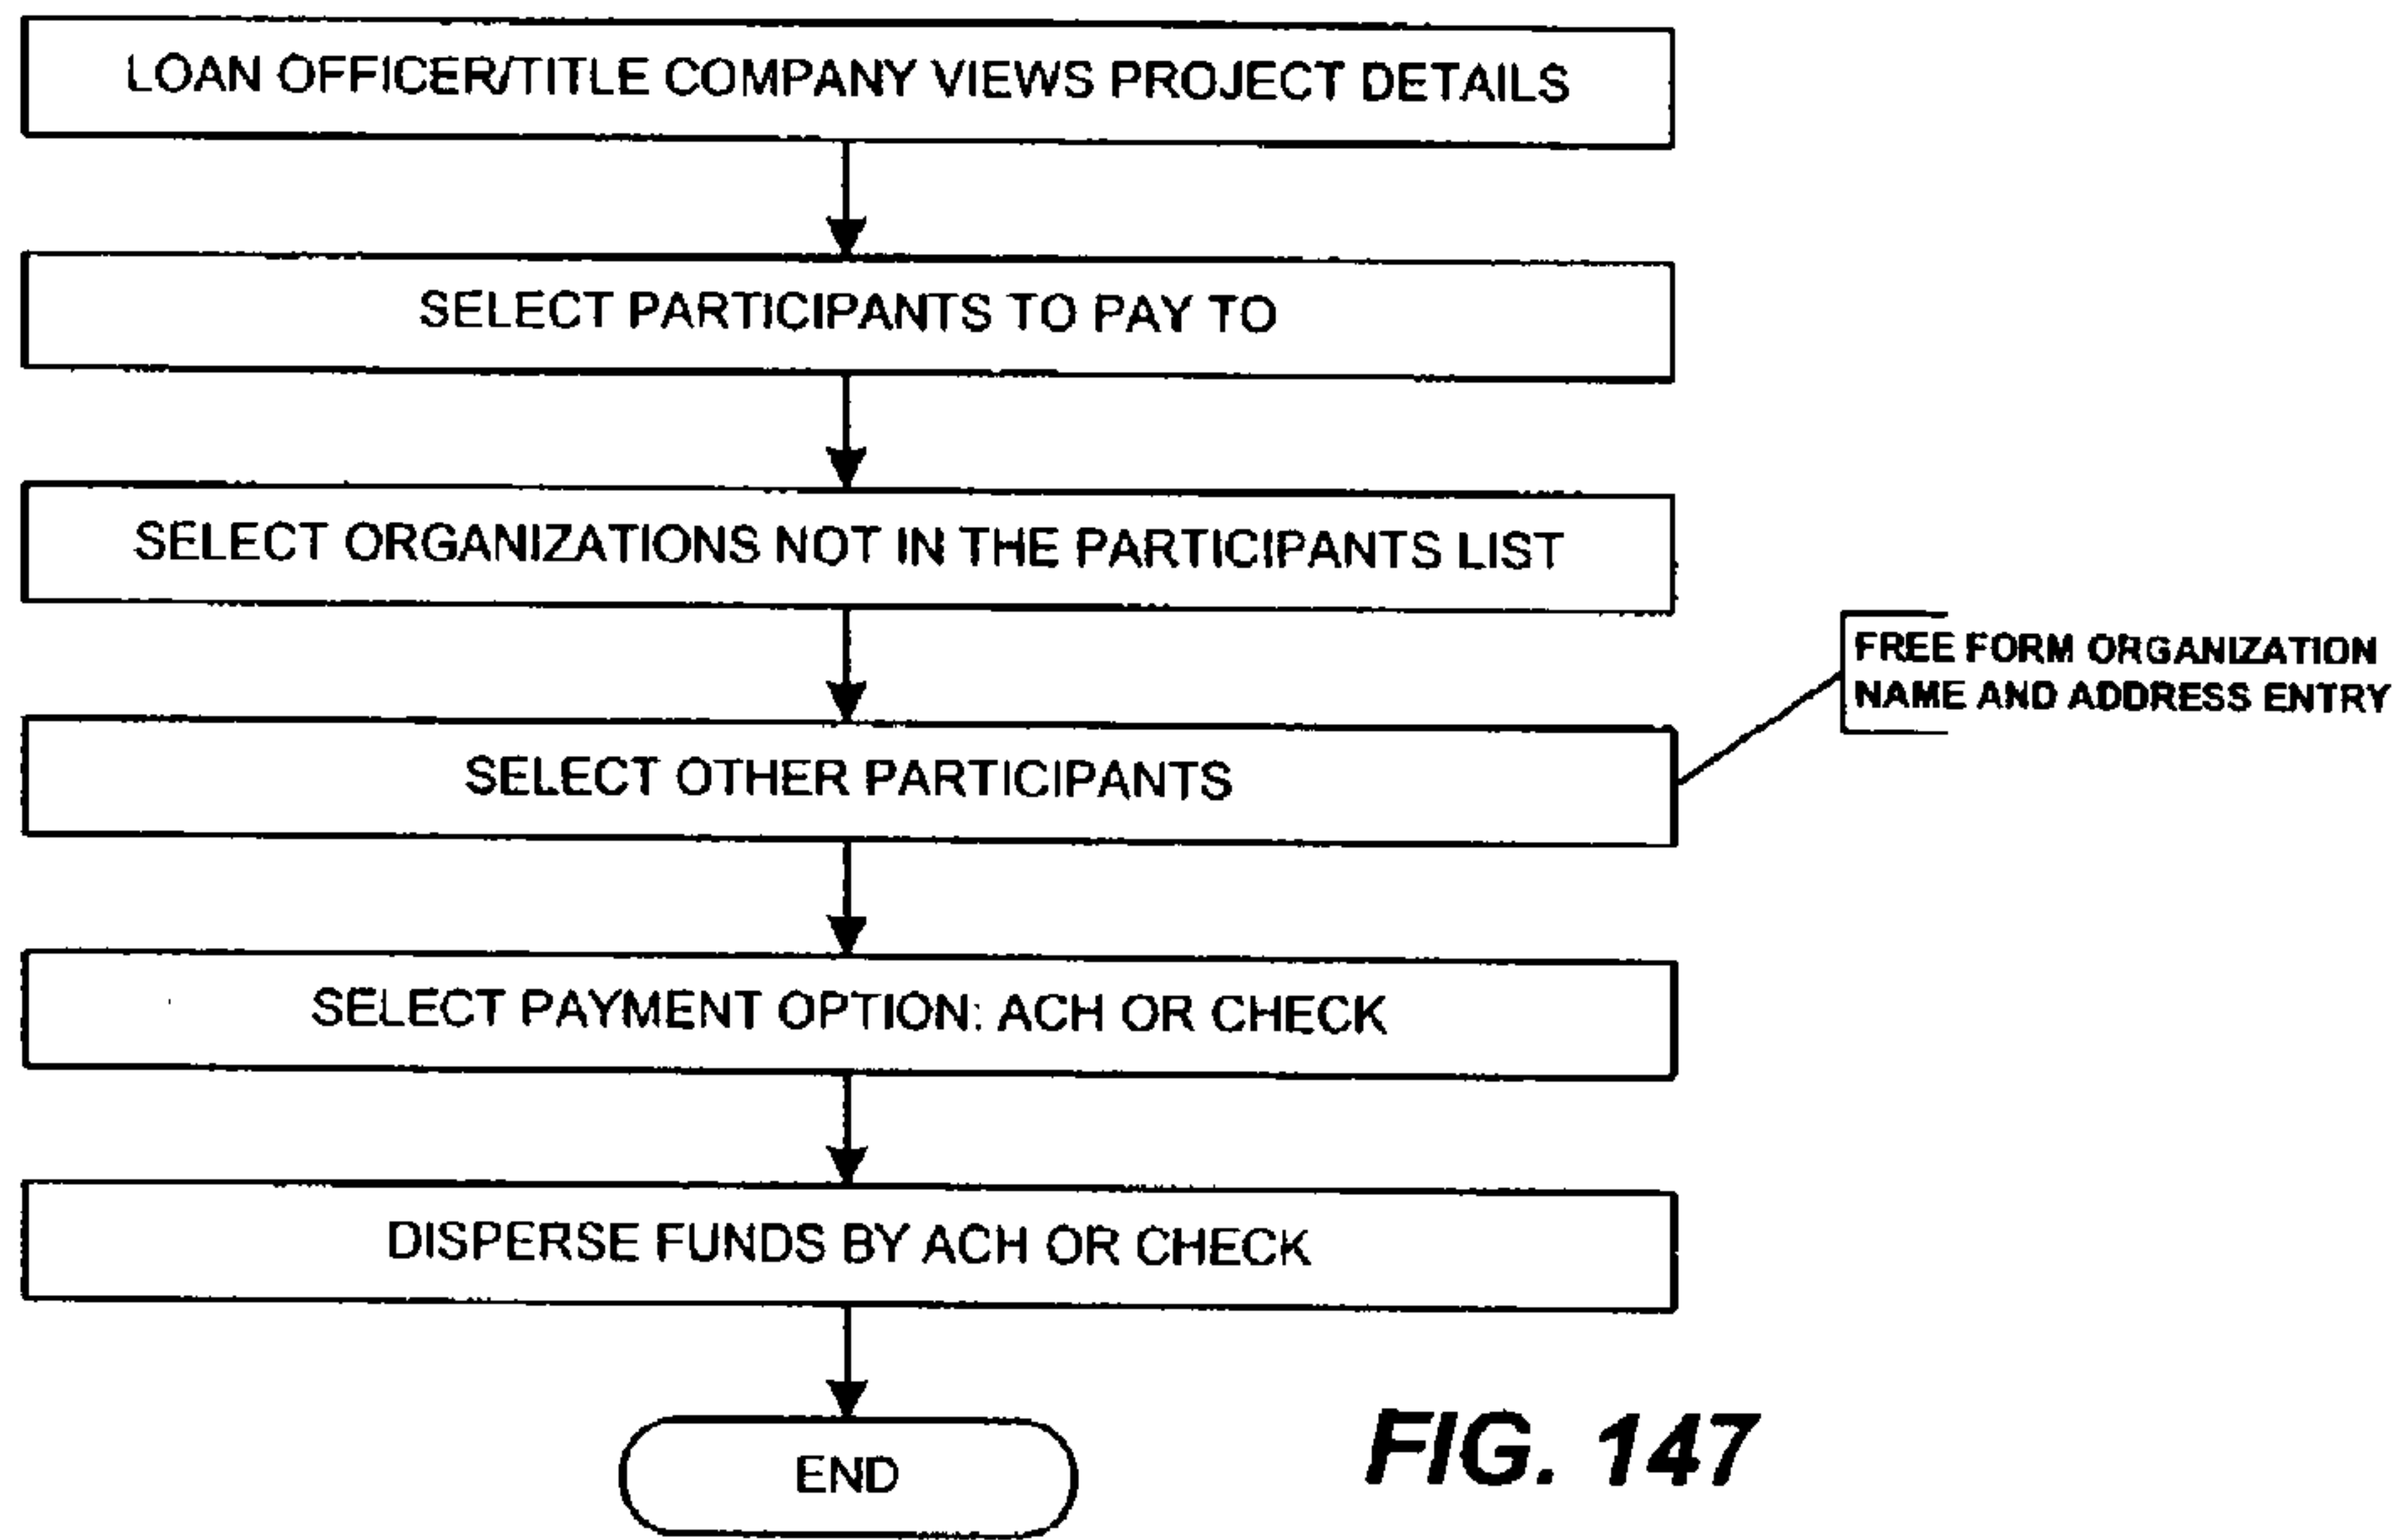 LOAN OFFICER/TITLE COMPANY VIEWS PROJECT DETAILS
SELECT PARTICIPANTS TO PAY TO
SELECT ORGANIZATIONS NOT IN THE PARTICIPANTS LIST
FREE FORM ORGANIZATION
NAME AND ADDRESS ENTRY
SELECT OTHER PARTICIPANTS
SELECT PAYMENT OPTION: ACH OR CHECK
DISPERSE FUNDS BY ACH OR CHECK
END
FIG. 147